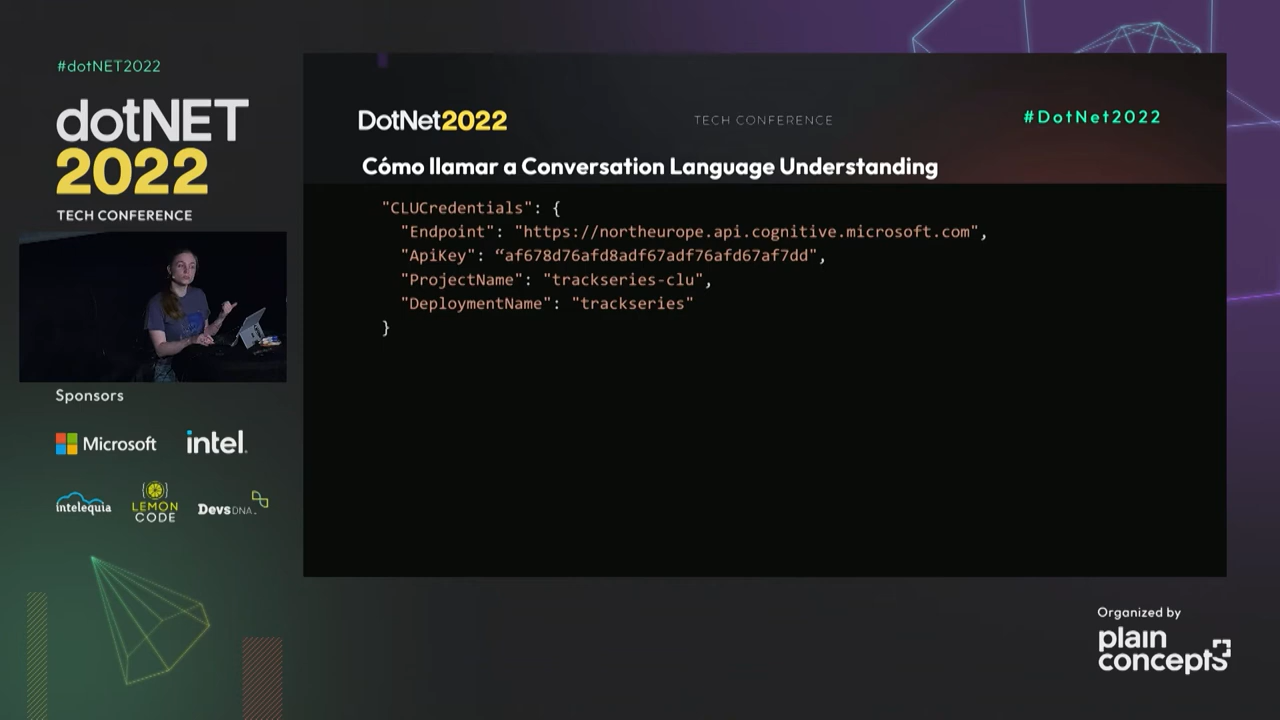 #dotNET2022
dotNET
2022
TECH CONFERENCE
Sponsors
Microsoft
intel.
intelequia
LEMON
CODE
DevsDNA.
DotNet2022
TECH CONFERENCE
#DotNet2022
Cómo llamar a Conversation Language Understanding
"CLUCredentials": {
"Endpoint": "https://northeurope.api.cognitive.microsoft.com",
"ApiKey": “af678d76afd8adf67adf76afd67af7dd",
"ProjectName": "trackseries-clu",
"DeploymentName": "trackseries"
}
Organized by
plain
concepts